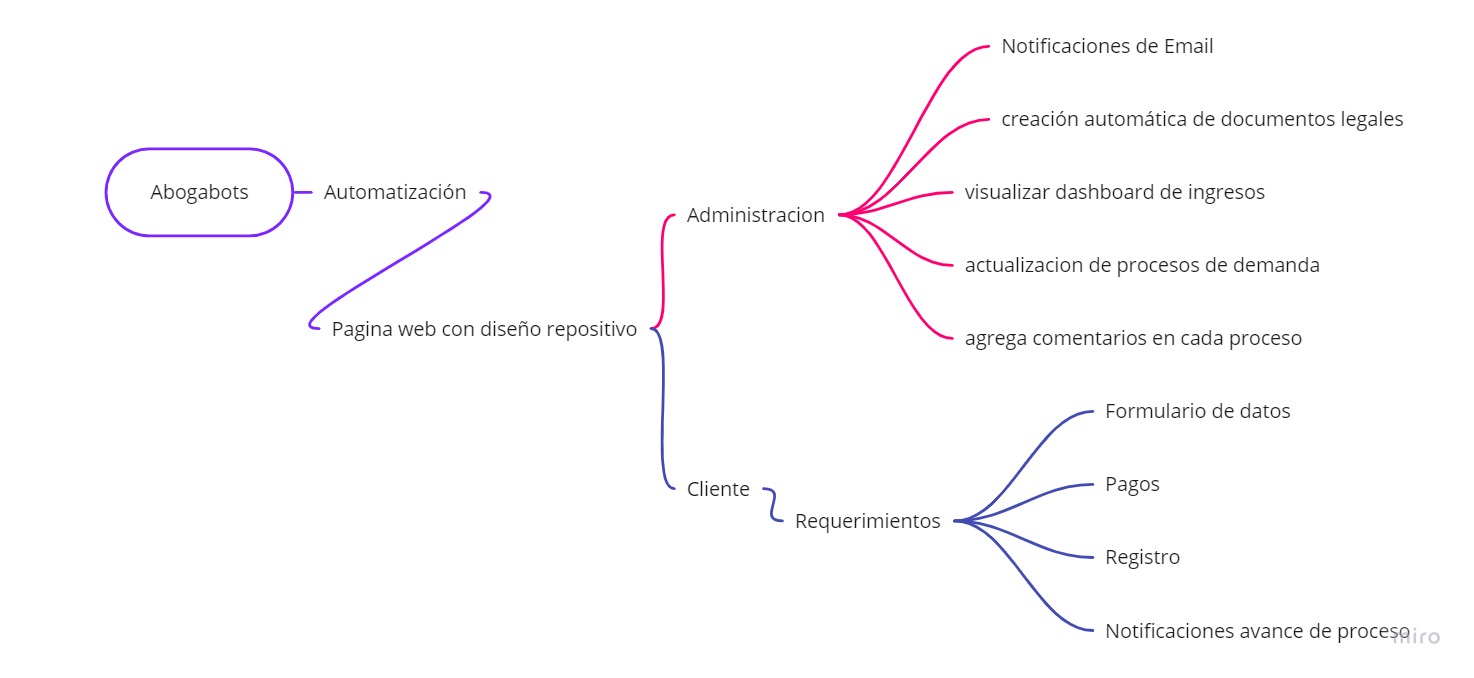 Abogabots
Automatización
Pagina web con diseño repositivo
Administracion
Notificaciones de Email
creación automática de documentos legales
visualizar dashboard de ingresos
actualizacion de procesos de demanda
agrega comentarios en cada proceso
Cliente
Requerimientos
Formulario de datos
Pagos
Registro
Notificaciones avance de proceso
miro